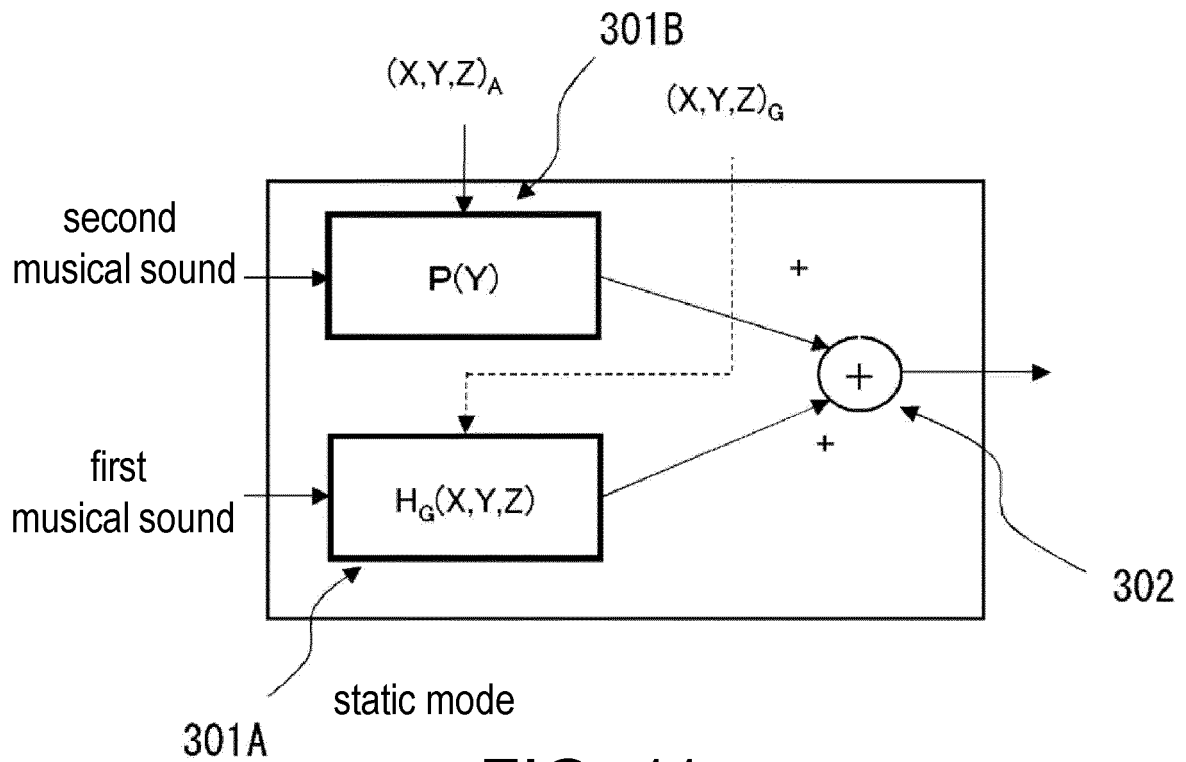 301B
(X,Y,Z)A
(X,Y,Z)G
second
musical sound
P(Y)
+
+
first
musical sound
HG(X,Y,Z)
+
302
static mode
301A